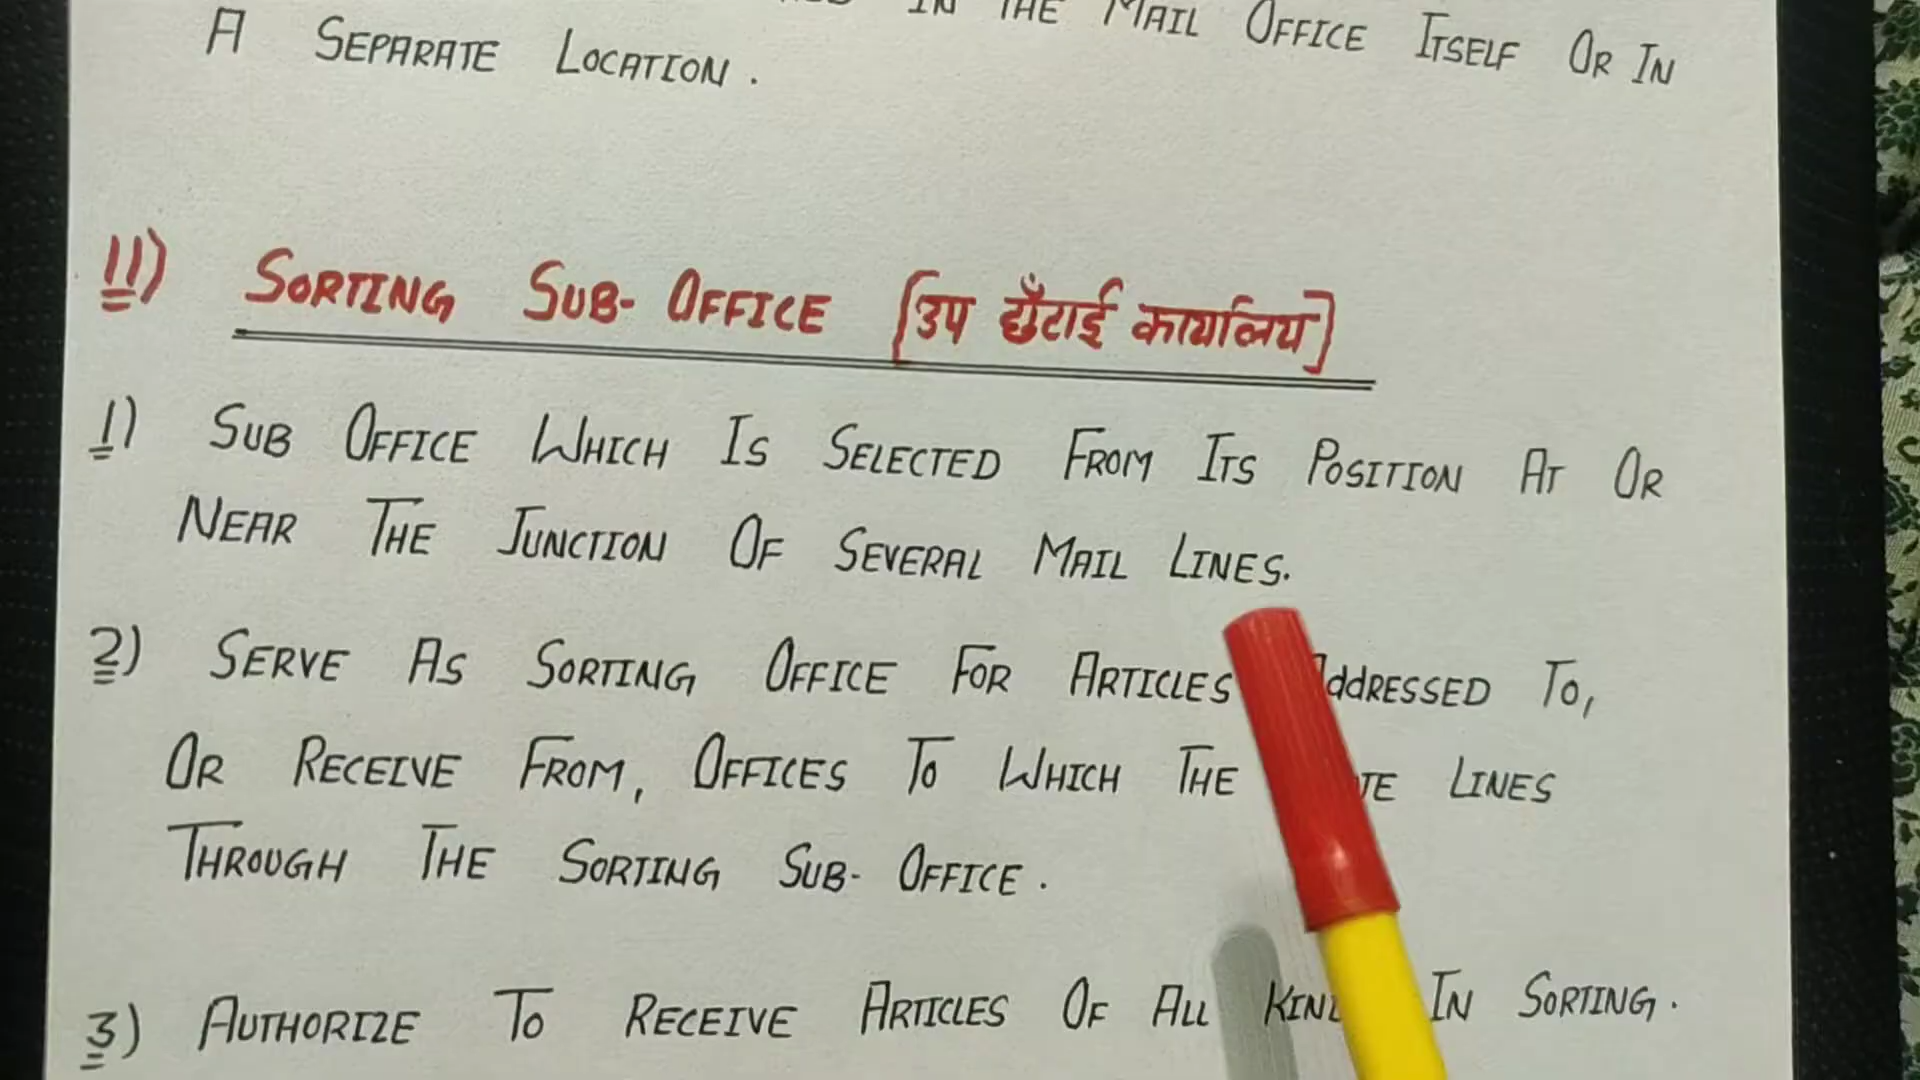 IN THE MAIL OFFICE ITSELF OR IN
A SEPARATE LOCATION.
11) SORTING SUB-OFFICE [उप छँटाई कार्यालय]
1) SUB OFFICE WHICH IS SELECTED FROM ITS POSITION AT OR
NEAR THE JUNCTION OF SEVERAL MAIL LINES.
2) SERVE AS SORTING OFFICE FOR ARTICLES ADDRESSED TO,
OR RECEIVE FROM, OFFICES TO WHICH THE LINES
THROUGH THE SORTING SUB-OFFICE.
3) AUTHORIZE TO RECEIVE ARTICLES OF ALL IN SORTING.